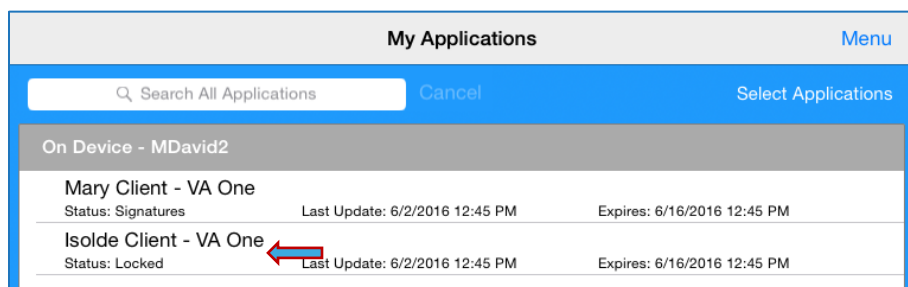 My Applications Menu
Search All Applications Cancel Select Applications
On Device - MDavid2
Mary Client - VA One
Status: Signatures Last Update: 6/2/2016 12:45 PM Expires: 6/16/2016 12:45 PM
Isolde Client - VA One
Status: Locked Last Update: 6/2/2016 12:45 PM Expires: 6/16/2016 12:45 PM